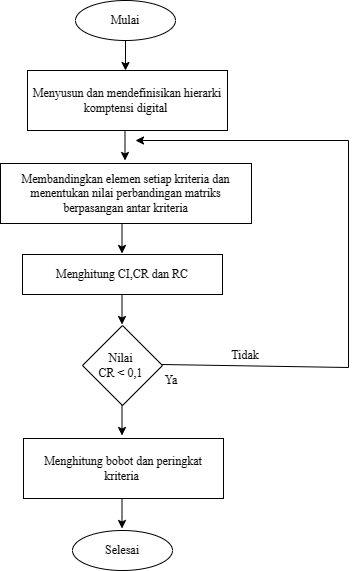 Mulai
Menyusun dan mendefinisikan hierarki
komptensi digital
Membandingkan elemen setiap kriteria dan
menentukan nilai perbandingan matriks
berpasangan antar kriteria
Menghitung CI,CR dan RC
Nilai
CR < 0,1
Tidak
Ya
Menghitung bobot dan peringkat
kriteria
Selesai